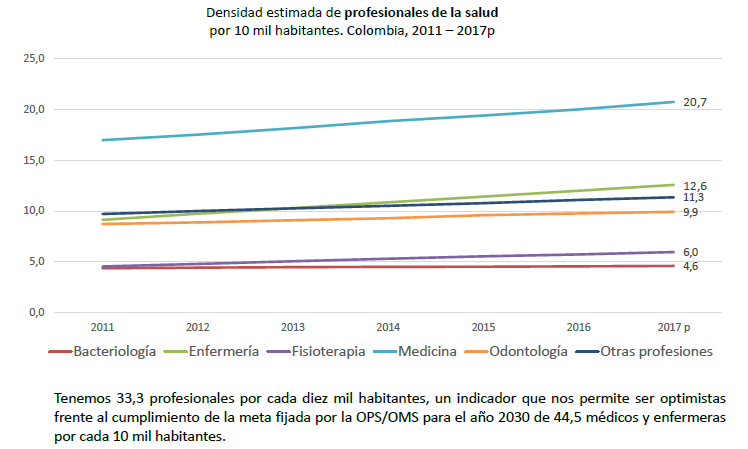 Densidad estimada de profesionales de la salud
por 10 mil habitantes. Colombia, 2011 – 2017p
25,0
20,0
15,0
10,0
5,0
0,0
20,7
12,6
11,3
9,9
6,0
4,6
2011 2012 2013 2014 2015 2016 2017 p
Bacteriología Enfermería Fisioterapia Medicina Odontología Otras profesiones
Tenemos 33,3 profesionales por cada diez mil habitantes, un indicador que nos permite ser optimistas
frente al cumplimiento de la meta fijada por la OPS/OMS para el año 2030 de 44,5 médicos y enfermeras
por cada 10 mil habitantes.